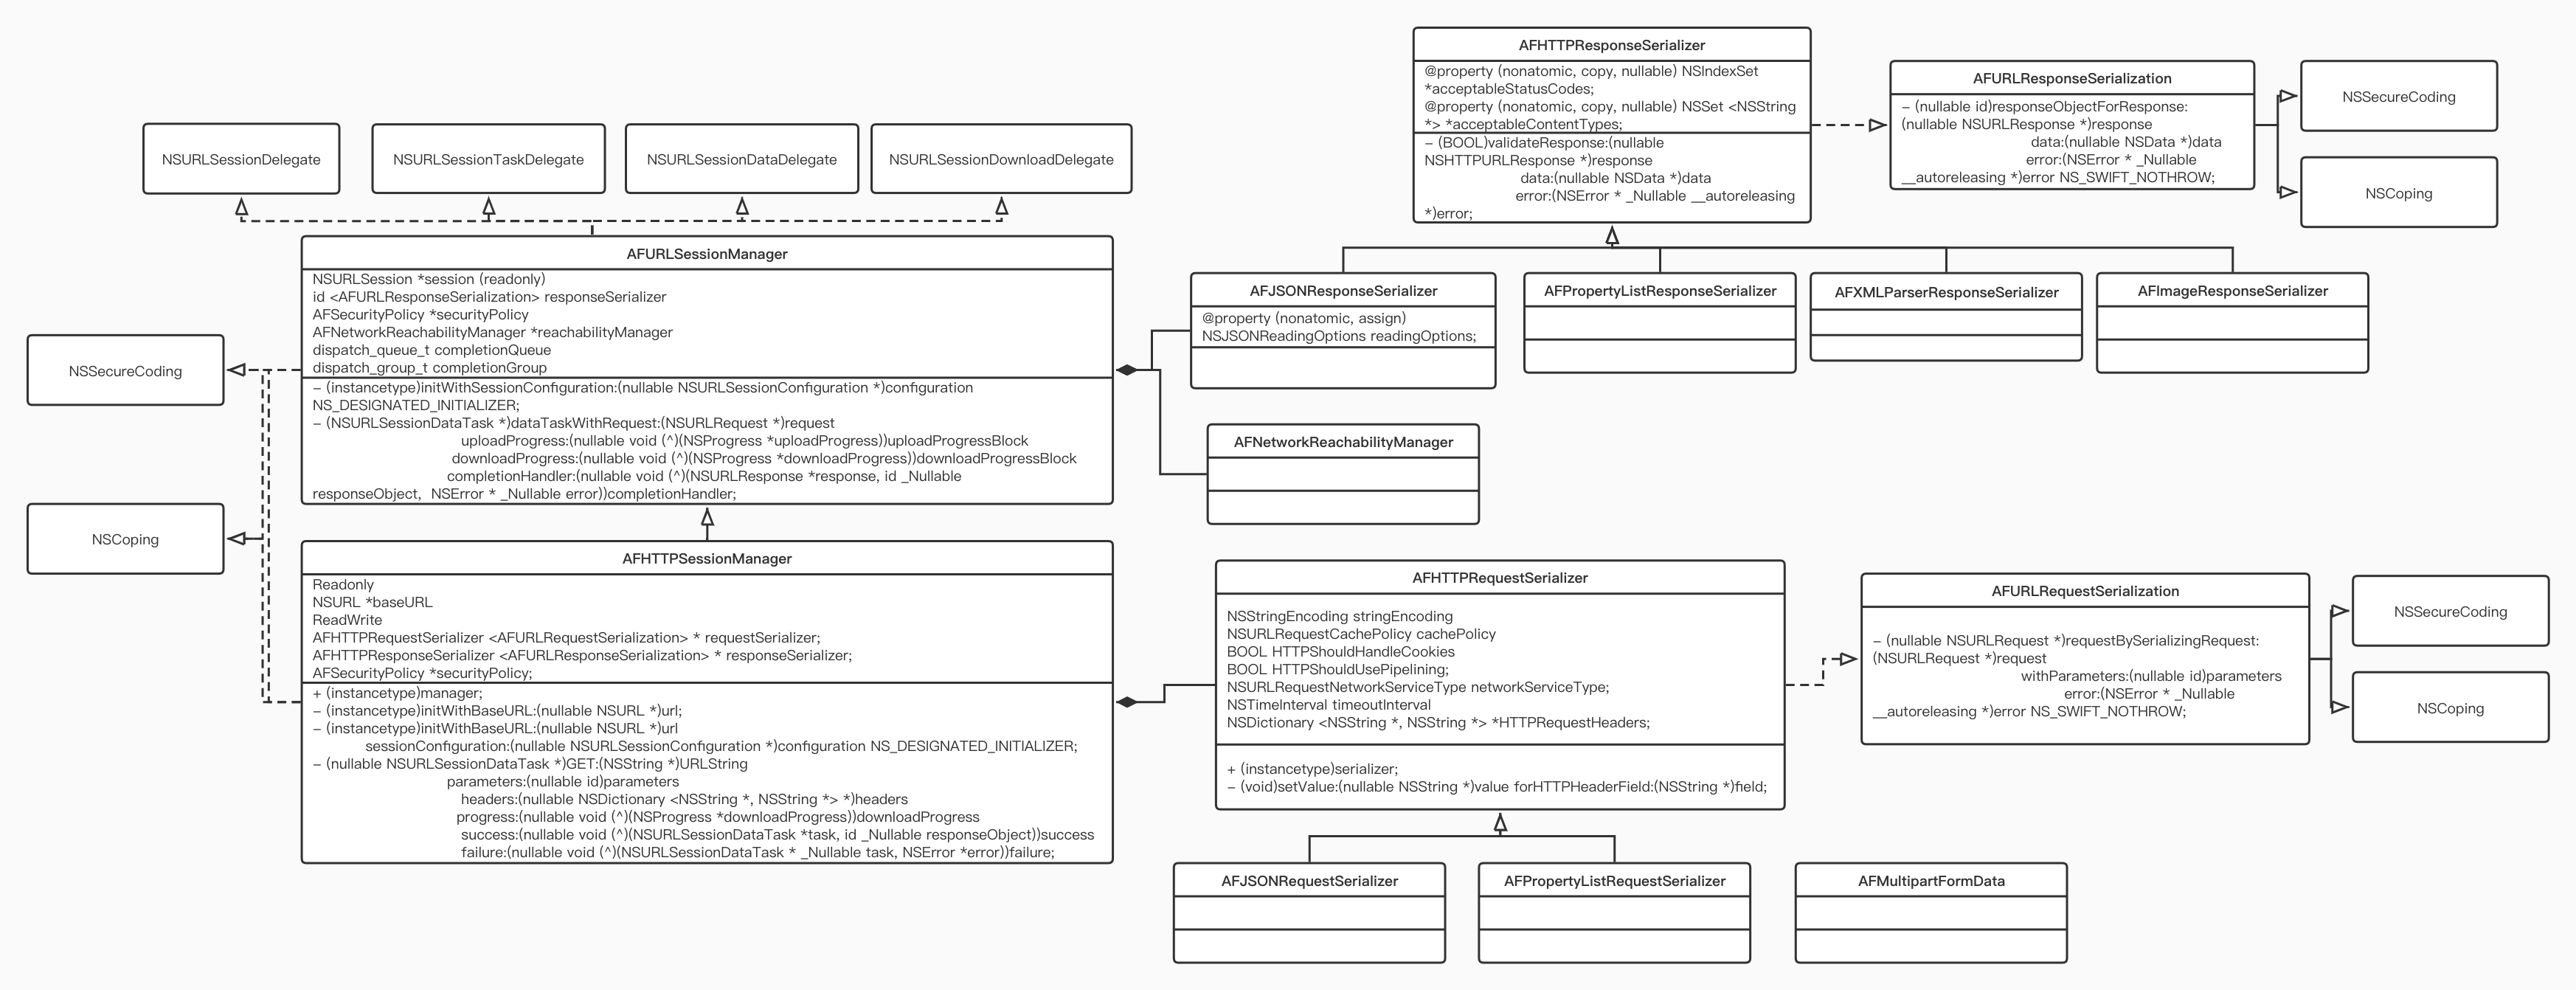 AFHTTPResponseSerializer
@property (nonatomic, copy, nullable) NSIndexSet
*acceptableStatusCodes;
@property (nonatomic, copy, nullable) NSSet <NSString
*> *acceptableContentTypes;
– (BOOL)validateResponse:(nullable
NSHTTPURLResponse *)response
data:(nullable NSData *)data
error:(NSError * _Nullable __autoreleasing
*)error;
AFURLResponseSerialization
– (nullable id)responseObjectForResponse:
(nullable NSURLResponse *)response
data:(nullable NSData *)data
error:(NSError * _Nullable
__autoreleasing *)error NS_SWIFT_NOTHROW;
NSSecureCoding
NSCoping
NSURLSessionDelegate
NSURLSessionTaskDelegate
NSURLSessionDataDelegate
NSURLSessionDownloadDelegate
AFURLSessionManager
NSURLSession *session (readonly)
id <AFURLResponseSerialization> responseSerializer
AFSecurityPolicy *securityPolicy
AFNetworkReachabilityManager *reachabilityManager
dispatch_queue_t completionQueue
dispatch_group_t completionGroup
– (instancetype)initWithSessionConfiguration:(nullable NSURLSessionConfiguration *)configuration
NS_DESIGNATED_INITIALIZER;
– (NSURLSessionDataTask *)dataTaskWithRequest:(NSURLRequest *)request
uploadProgress:(nullable void (^)(NSProgress *uploadProgress))uploadProgressBlock
downloadProgress:(nullable void (^)(NSProgress *downloadProgress))downloadProgressBlock
completionHandler:(nullable void (^)(NSURLResponse *response, id _Nullable
responseObject,  NSError * _Nullable error))completionHandler;
AFJSONResponseSerializer
@property (nonatomic, assign)
NSJSONReadingOptions readingOptions;
AFPropertyListResponseSerializer
AFXMLParserResponseSerializer
AFImageResponseSerializer
NSSecureCoding
NSCoping
AFNetworkReachabilityManager
AFHTTPSessionManager
Readonly
NSURL *baseURL
ReadWrite
AFHTTPRequestSerializer <AFURLRequestSerialization> * requestSerializer;
AFHTTPResponseSerializer <AFURLResponseSerialization> * responseSerializer;
AFSecurityPolicy *securityPolicy;
+ (instancetype)manager;
– (instancetype)initWithBaseURL:(nullable NSURL *)url;
– (instancetype)initWithBaseURL:(nullable NSURL *)url
sessionConfiguration:(nullable NSURLSessionConfiguration *)configuration NS_DESIGNATED_INITIALIZER;
– (nullable NSURLSessionDataTask *)GET:(NSString *)URLString
parameters:(nullable id)parameters
headers:(nullable NSDictionary <NSString *, NSString *> *)headers
progress:(nullable void (^)(NSProgress *downloadProgress))downloadProgress
success:(nullable void (^)(NSURLSessionDataTask *task, id _Nullable responseObject))success
failure:(nullable void (^)(NSURLSessionDataTask * _Nullable task, NSError *error))failure;
AFHTTPRequestSerializer
NSStringEncoding stringEncoding
NSURLRequestCachePolicy cachePolicy
BOOL HTTPShouldHandleCookies
BOOL HTTPShouldUsePipelining;
NSURLRequestNetworkServiceType networkServiceType;
NSTimeInterval timeoutInterval
NSDictionary <NSString *, NSString *> *HTTPRequestHeaders;
+ (instancetype)serializer;
– (void)setValue:(nullable NSString *)value forHTTPHeaderField:(NSString *)field;
AFURLRequestSerialization
– (nullable NSURLRequest *)requestBySerializingRequest:
(NSURLRequest *)request
withParameters:(nullable id)parameters
error:(NSError * _Nullable
__autoreleasing *)error NS_SWIFT_NOTHROW;
NSSecureCoding
NSCoping
AFJSONRequestSerializer
AFPropertyListRequestSerializer
AFMultipartFormData